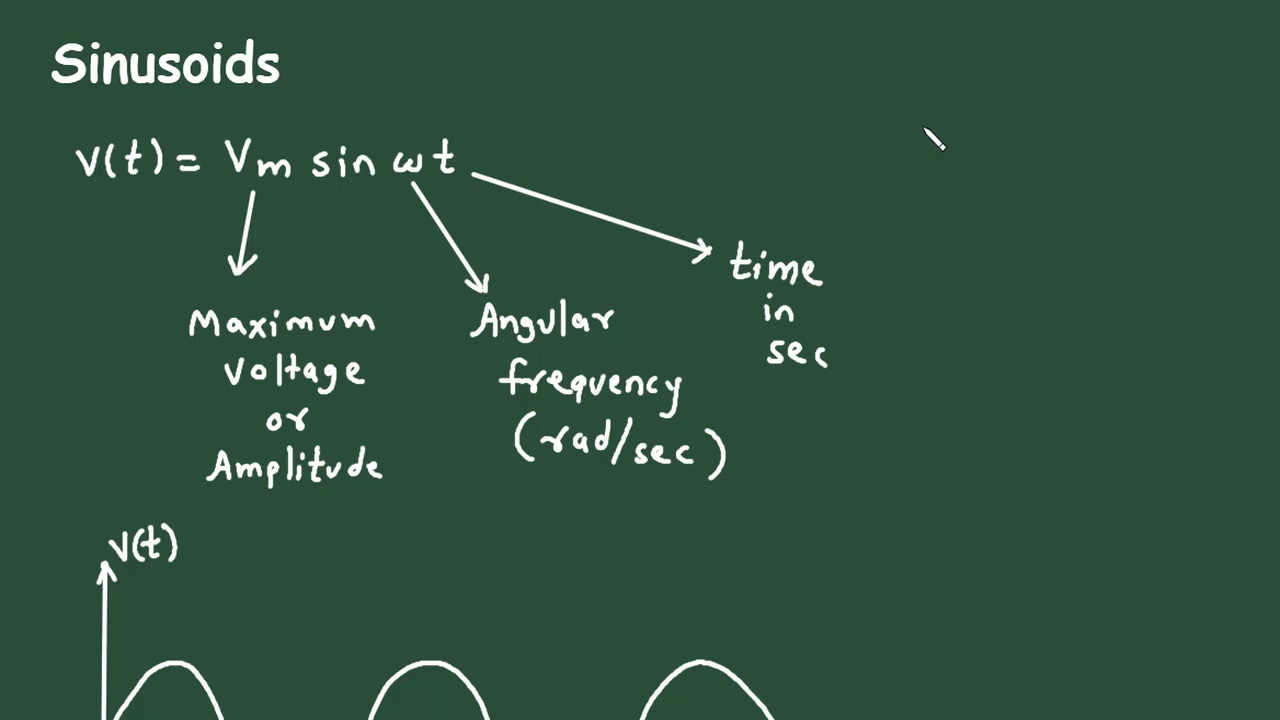 Sinusoids
v(t) = Vm sin ωt
Maximum
voltage
or
Amplitude
Angular
frequency
(rad/sec)
time
in
sec
v(t)